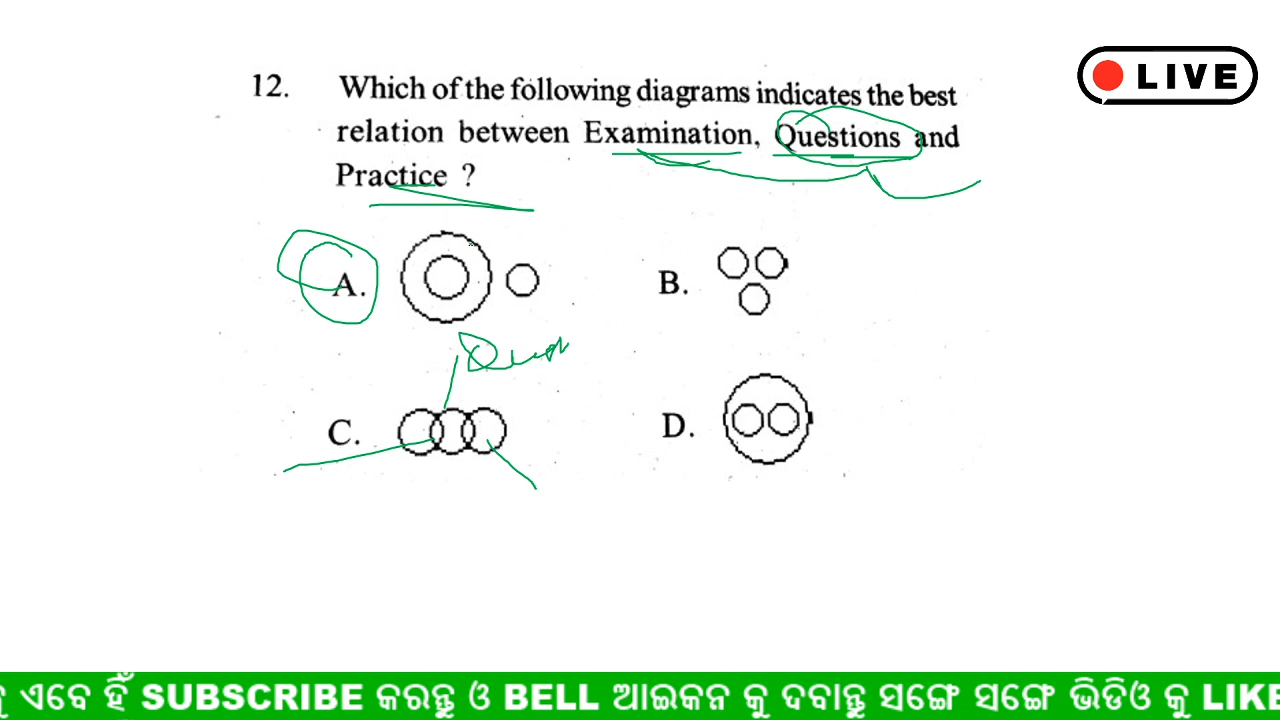 LIVE
12. Which of the following diagrams indicates the best
relation between Examination, Questions and
Practice ?
A.
B.
C.
D.
ଏବେ ହିଁ SUBSCRIBE କରନ୍ତୁ ଓ BELL ଆଇକନ କୁ ଦବାନ୍ତୁ ସଙ୍ଗେ ସଙ୍ଗେ ଭିଡିଓ କୁ LIKE